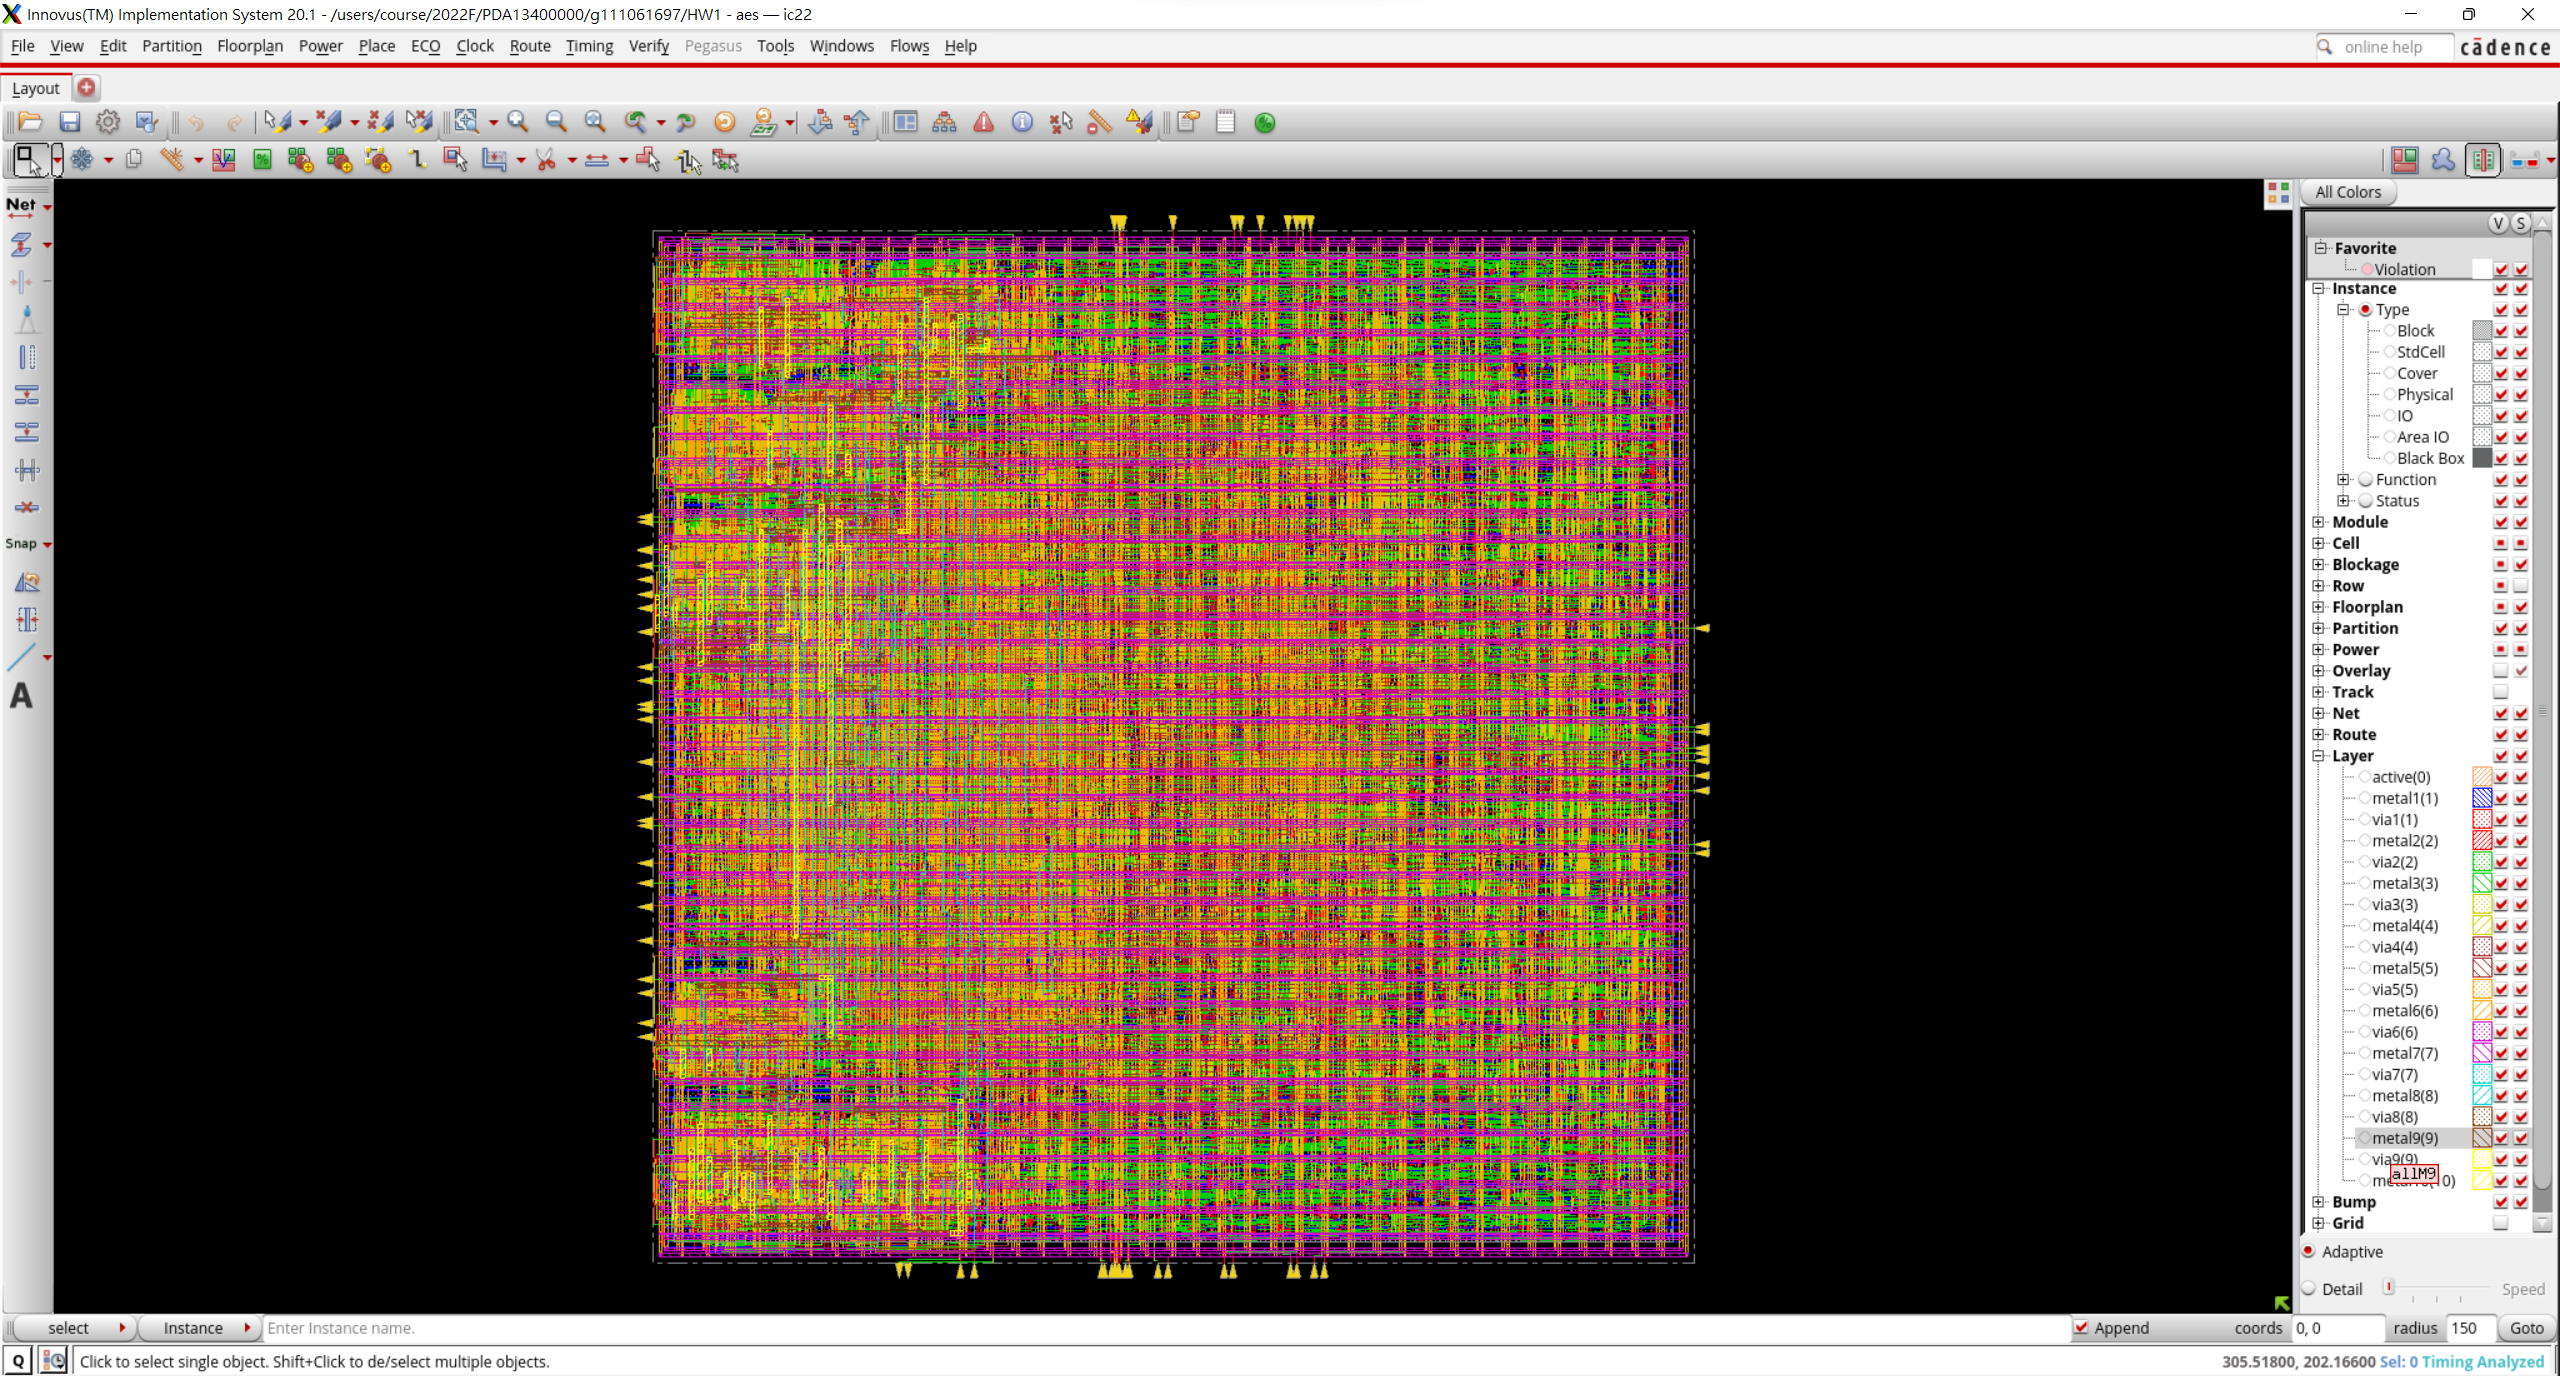 Innovus(TM) Implementation System 20.1 - /users/course/2022F/PDA13400000/g111061697/HW1 - aes — ic22
File View Edit Partition Floorplan Power Place ECO Clock Route Timing Verify Pegasus Tools Windows Flows Help
online help cādence
Layout
Net
Snap
A
All Colors
V S
Favorite
Violation
Instance
Type
Block
StdCell
Cover
Physical
IO
Area IO
Black Box
Function
Status
Module
Cell
Blockage
Row
Floorplan
Partition
Power
Overlay
Track
Net
Route
Layer
active(0)
metal1(1)
via1(1)
metal2(2)
via2(2)
metal3(3)
via3(3)
metal4(4)
via4(4)
metal5(5)
via5(5)
metal6(6)
via6(6)
metal7(7)
via7(7)
metal8(8)
via8(8)
metal9(9)
via9(9)
allM9
Bump
Grid
Adaptive
Detail Speed
select Instance Enter Instance name. Append coords 0, 0 radius 150 Goto
Q Click to select single object. Shift+Click to de/select multiple objects. 305.51800, 202.16600 Sel: 0 Timing Analyzed